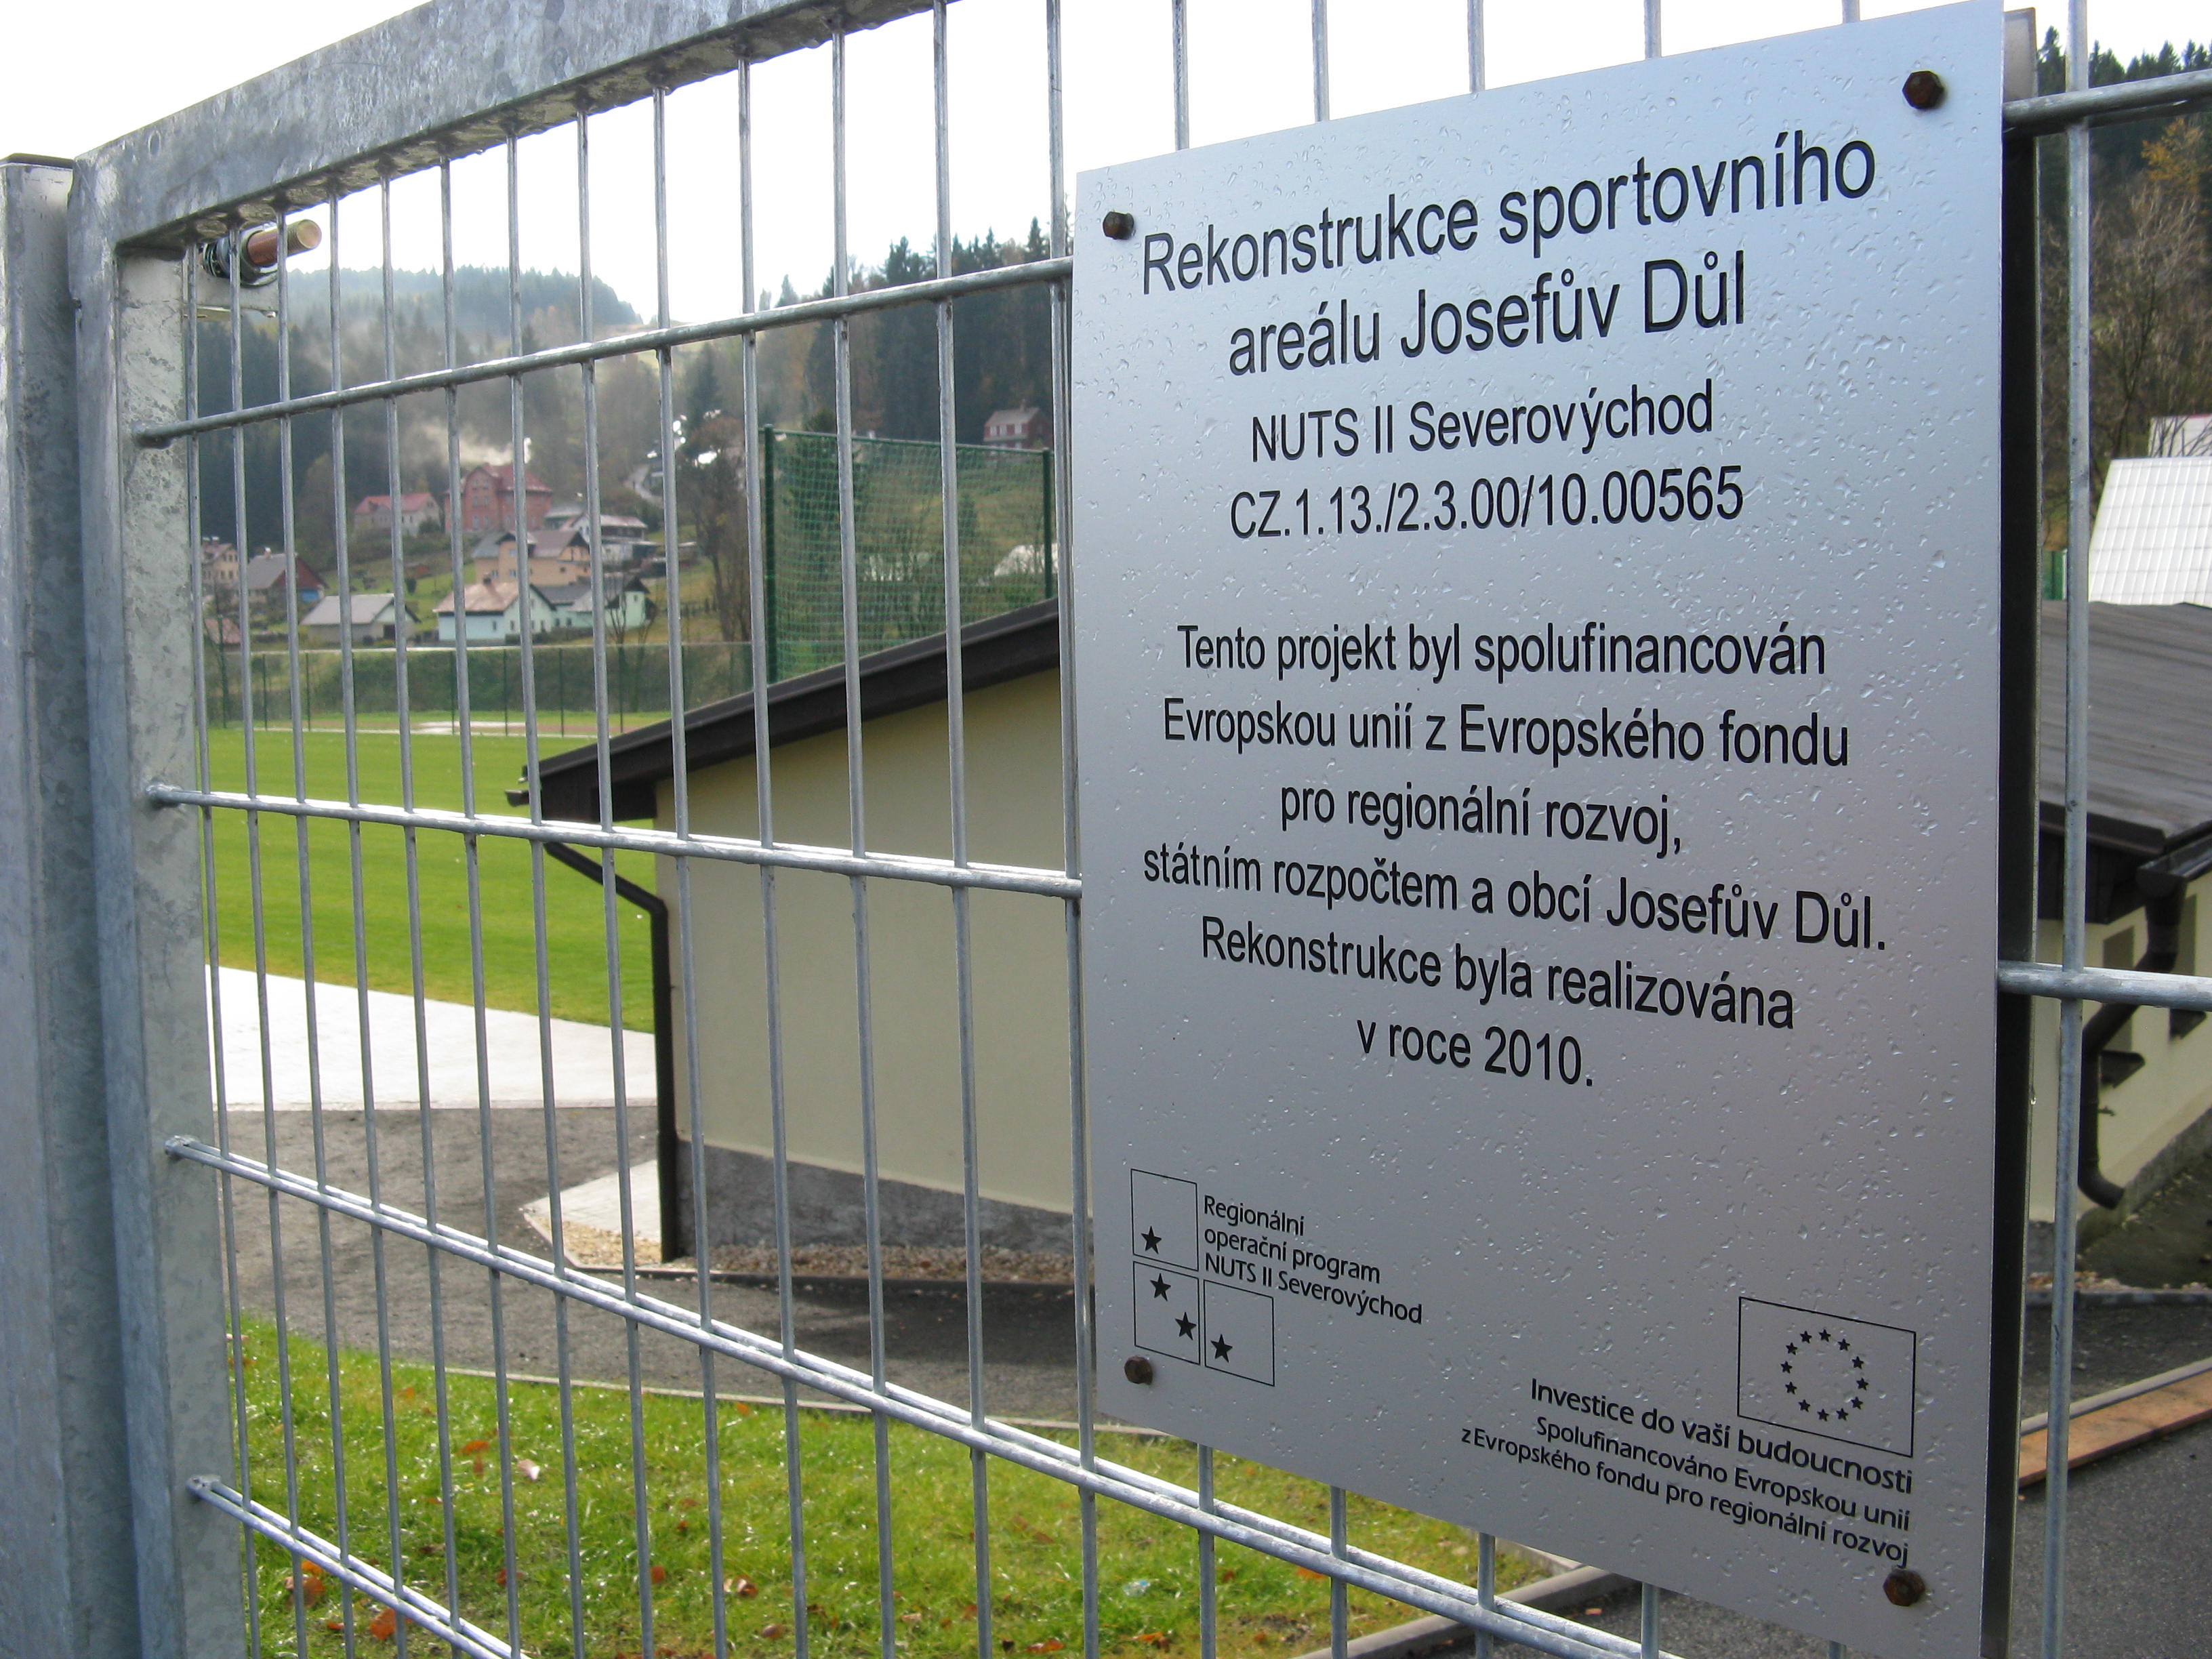 Rekonstrukce sportovního
areálu Josefův Důl
NUTS II Severovýchod
CZ.1.13./2.3.00/10.00565
Tento projekt byl spolufinancován
Evropskou unií z Evropského fondu
pro regionální rozvoj,
státním rozpočtem a obcí Josefův Důl.
Rekonstrukce byla realizována
v roce 2010.
Regionální
operační program
NUTS II Severovýchod
Investice do vaší budoucnosti
Spolufinancováno Evropskou unií
z Evropského fondu pro regionální rozvoj